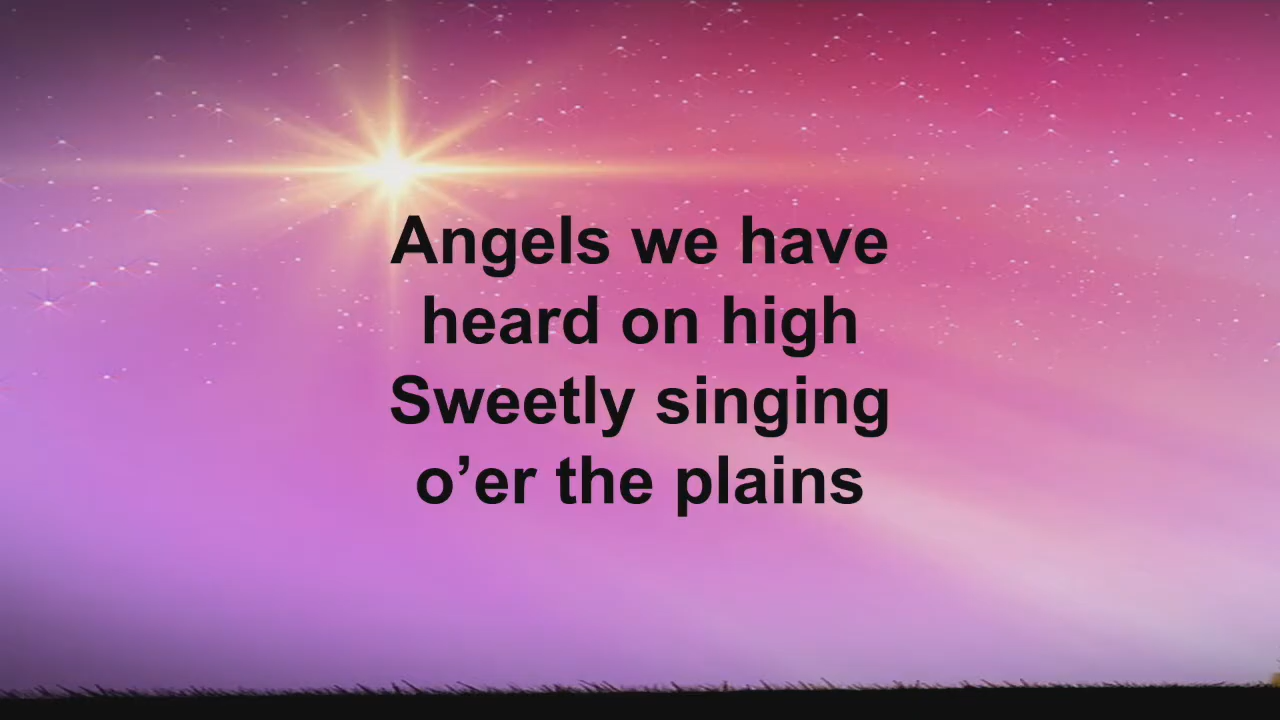 Angels we have
heard on high
Sweetly singing
o’er the plains